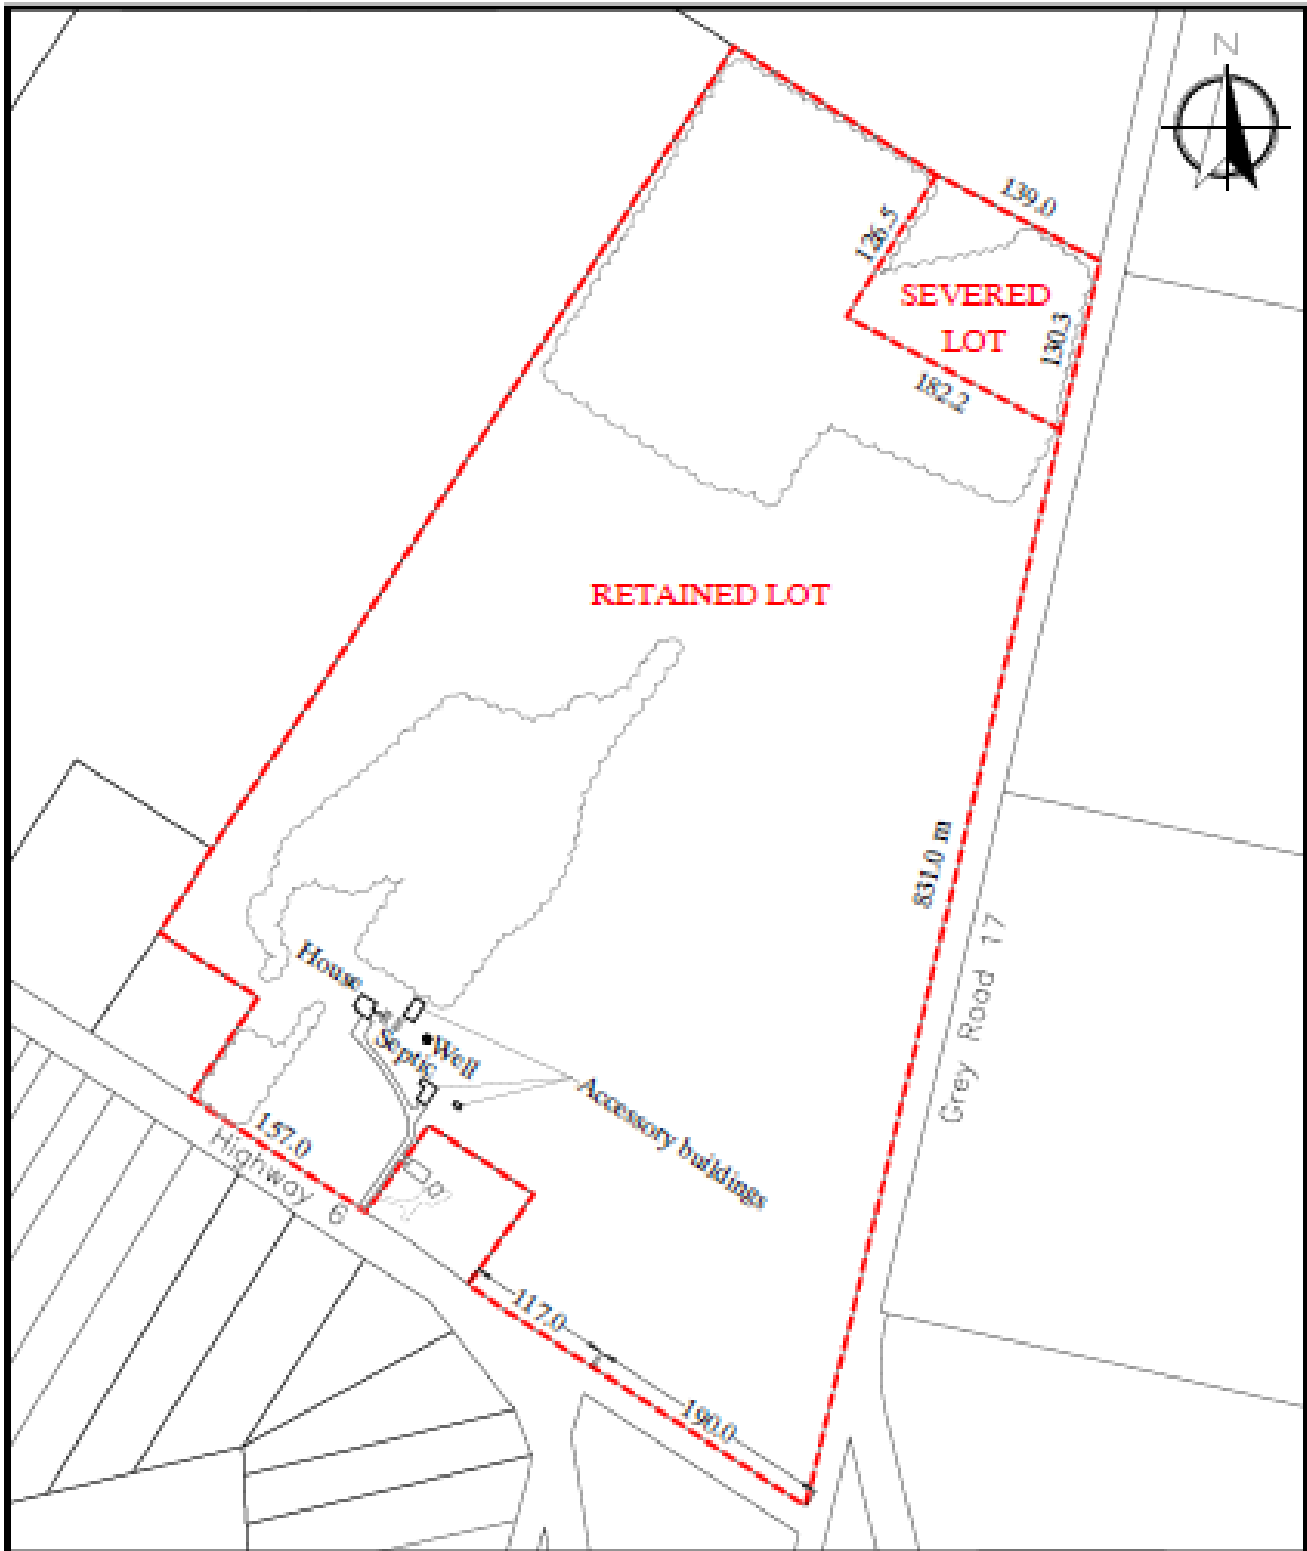 N
139.0
126.5
SEVERED
LOT
130.3
182.2
RETAINED LOT
831.0 m
Grey Road 17
House
Septic
Well
Accessory buildings
157.0
Highway 6
117.0
190.0